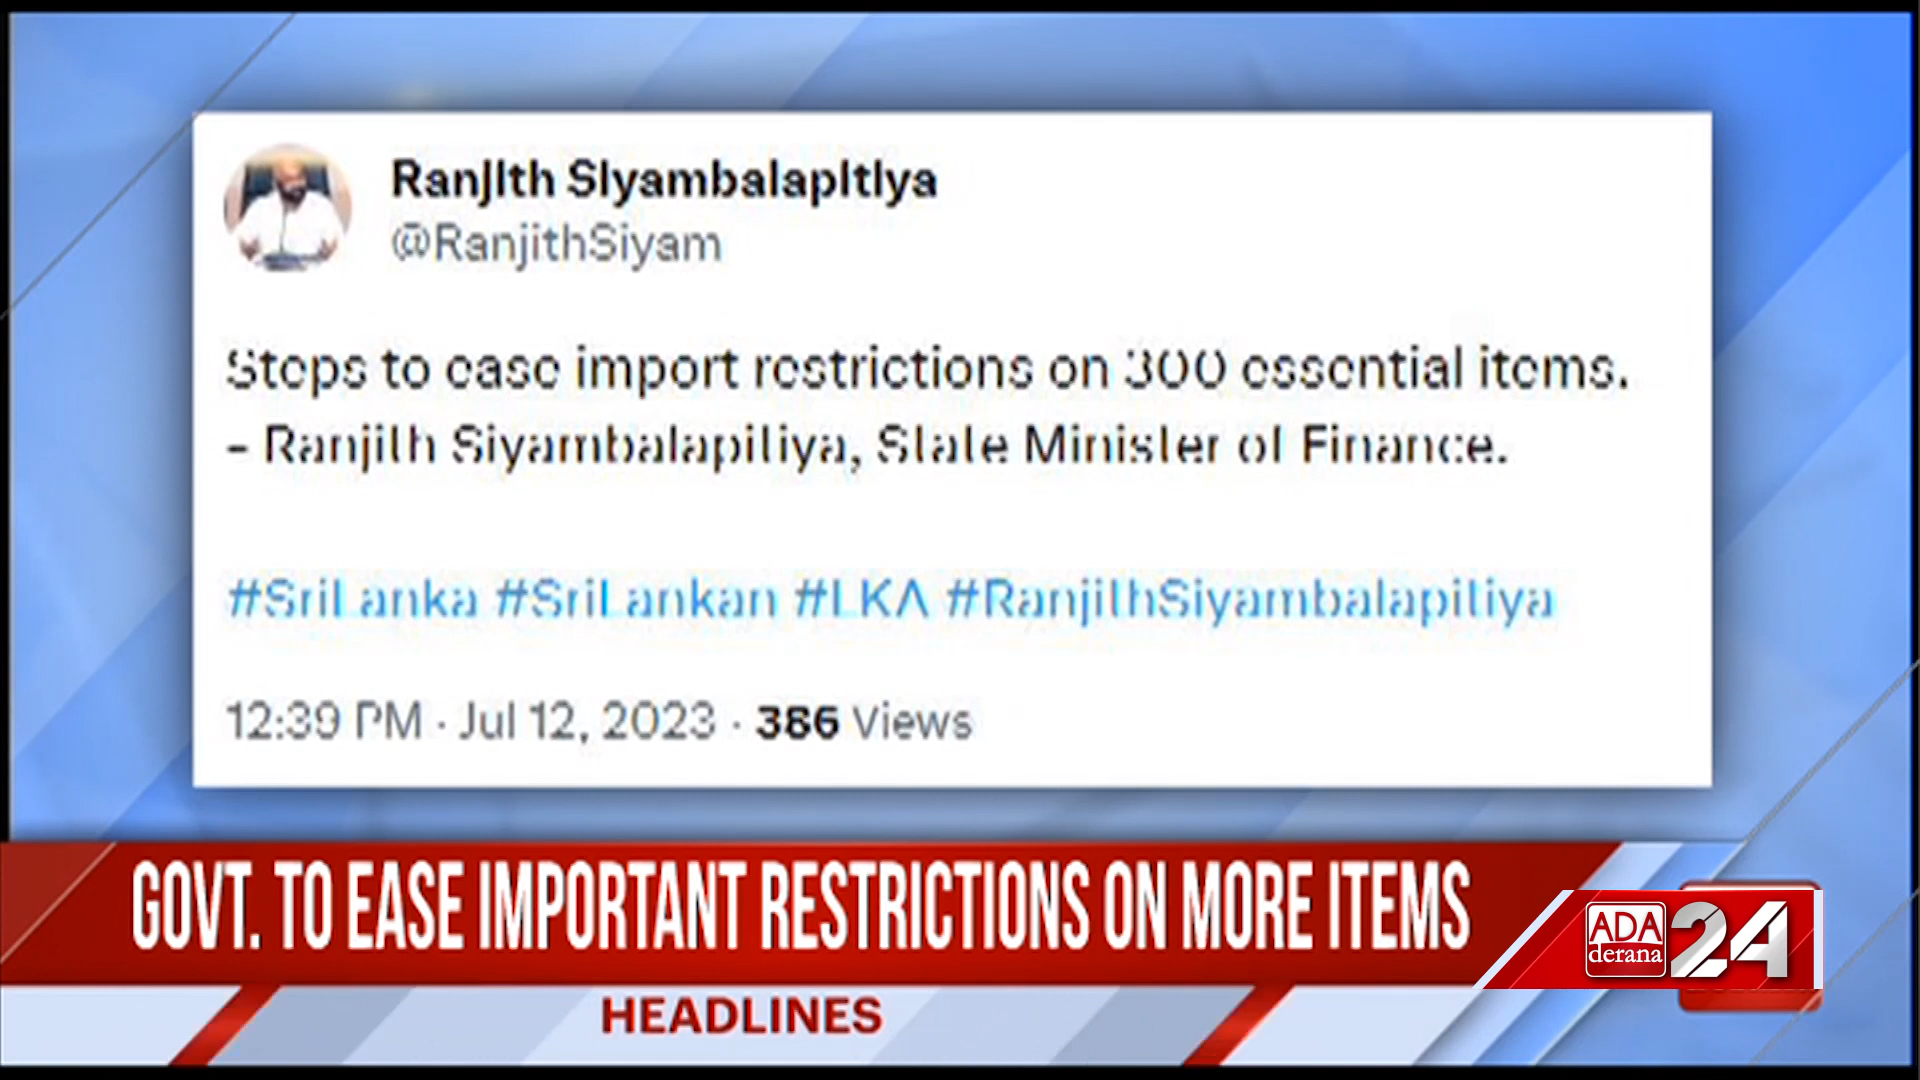 Ranjith Siyambalapitiya
@RanjithSiyam
Steps to ease import restrictions on 300 essential items.
– Ranjith Siyambalapitiya, State Minister of Finance.
#SriLanka #SriLankan #LKA #RanjithSiyambalapitiya
12:39 PM · Jul 12, 2023 · 386 Views
GOVT. TO EASE IMPORTANT RESTRICTIONS ON MORE ITEMS
ADA
derana
24
HEADLINES